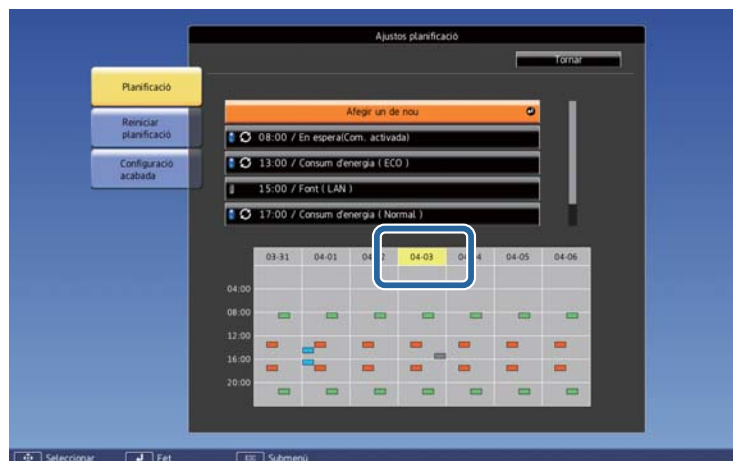 Ajustos planificació
Tornar
Planificació
Reiniciar
planificació
Configuració
acabada
Afegir un de nou
08:00 / En espera(Com. activada)
13:00 / Consum d'energia ( ECO )
15:00 / Font ( LAN )
17:00 / Consum d'energia ( Normal )
03-31 04-01 04-03 04-05 04-06
04:00
08:00
12:00
16:00
20:00
Seleccionar Fet Esc Submenú